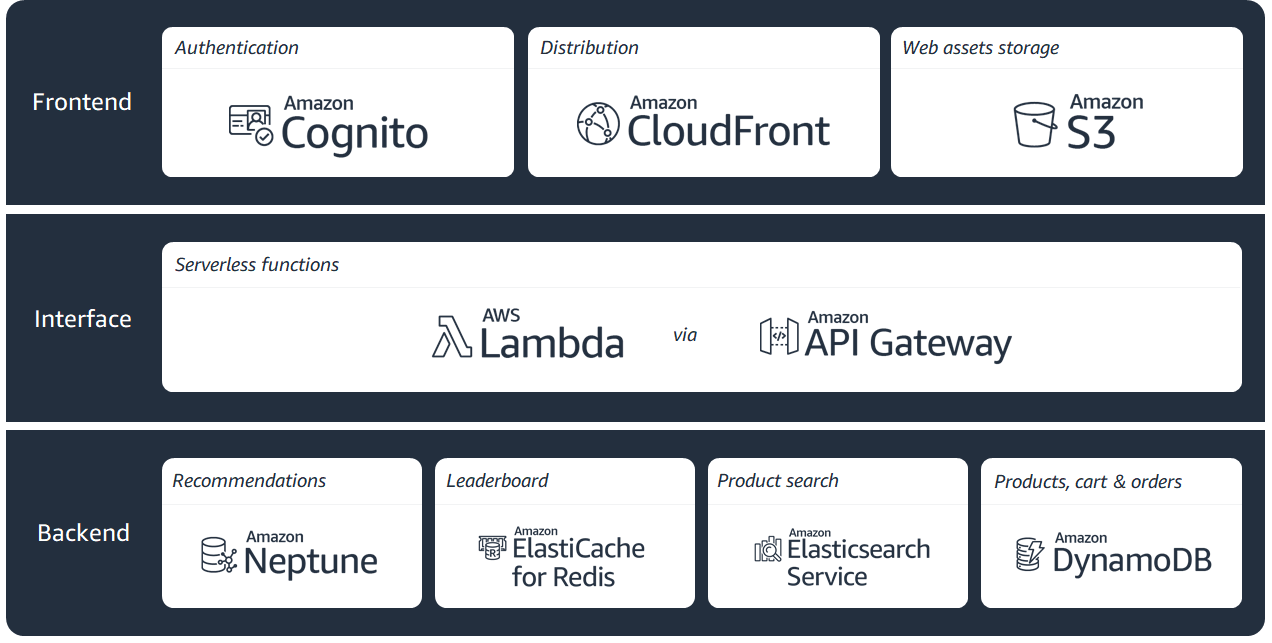 Frontend
Authentication
Amazon
Cognito
Distribution
Amazon
CloudFront
Web assets storage
Amazon
S3
Interface
Serverless functions
AWS
Lambda
via
Amazon
API Gateway
Backend
Recommendations
Amazon
Neptune
Leaderboard
R
Amazon
ElastiCache
for Redis
Product search
Amazon
Elasticsearch
Service
Products, cart & orders
Amazon
DynamoDB